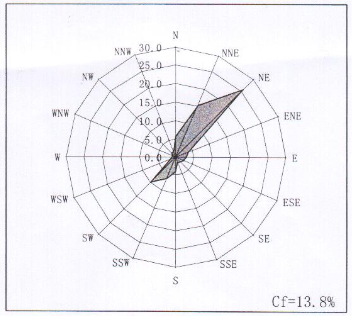 N
NNW NNE
30.0
25.0
NW NE
20.0
15.0
WNW ENE
10.0
5.0
W 0.0 E
WSW ESE
SW SE
SSW SSE
S
Cf=13.8%